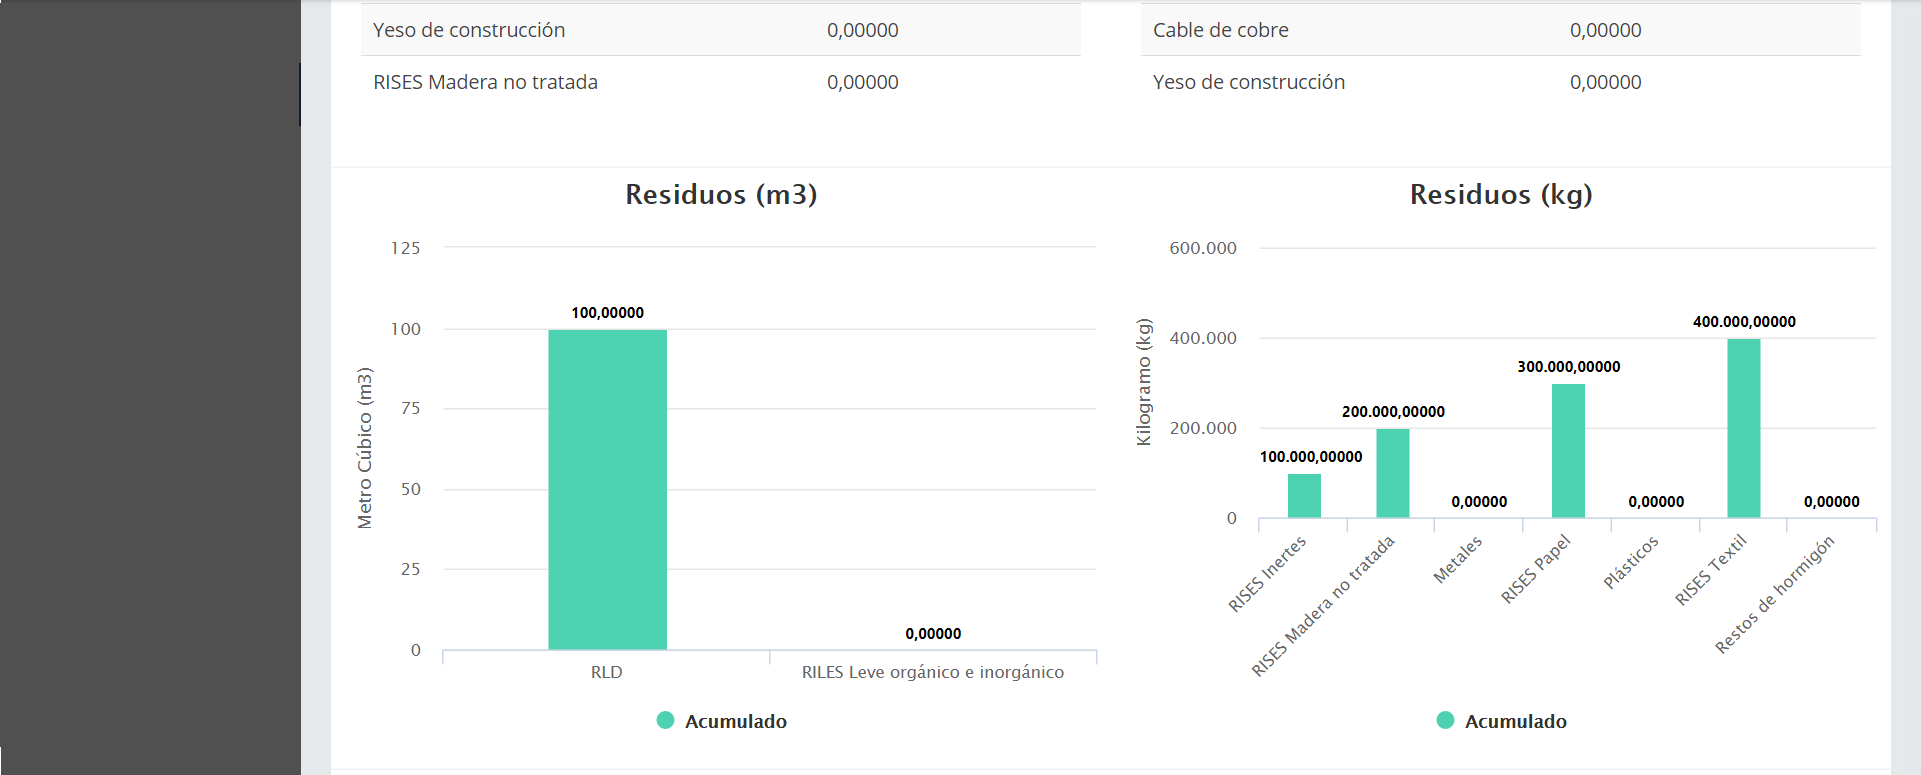 Yeso de construcción 0,00000
RISES Madera no tratada 0,00000
Cable de cobre 0,00000
Yeso de construcción 0,00000
Residuos (m3)
125
100
75
50
25
0
Metro Cúbico (m3)
100,00000
0,00000
RLD
RILES Leve orgánico e inorgánico
Acumulado
Residuos (kg)
600.000
400.000
200.000
0
Kilogramo (kg)
100.000,00000
200.000,00000
0,00000
300.000,00000
0,00000
400.000,00000
0,00000
RISES Inertes
RISES Madera no tratada
Metales
RISES Papel
Plásticos
RISES Textil
Restos de hormigón
Acumulado